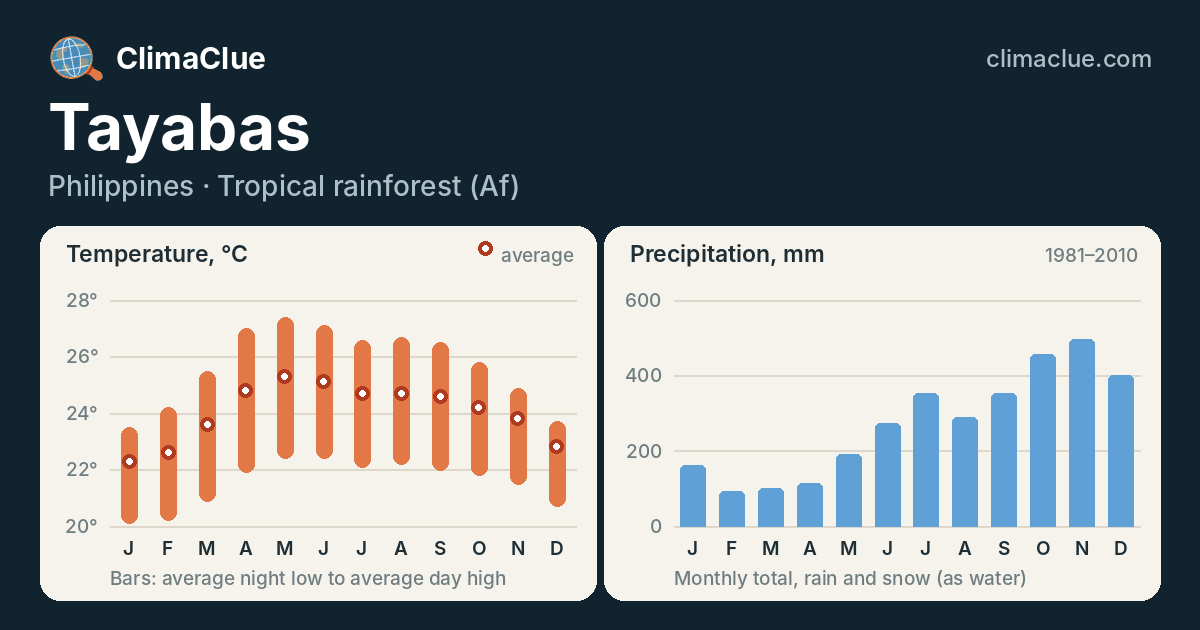 ClimaClue
climaclue.com
Tayabas
Philippines · Tropical rainforest (Af)
Temperature, °C
average
28°
26°
24°
22°
20°
J F M A M J J A S O N D
Bars: average night low to average day high
Precipitation, mm
1981–2010
600
400
200
0
J F M A M J J A S O N D
Monthly total, rain and snow (as water)